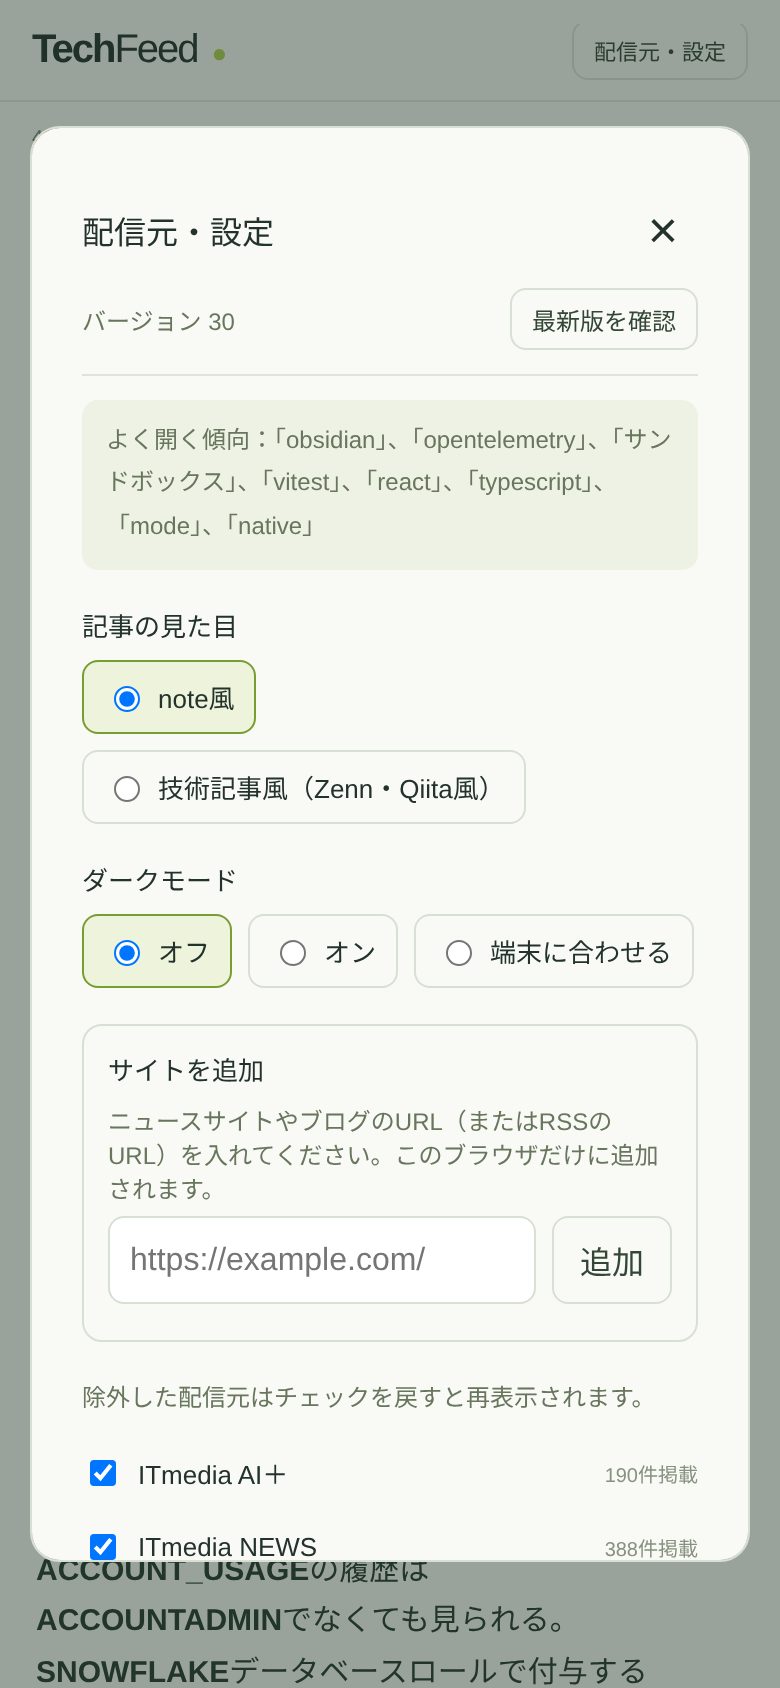 TechFeed
配信元・設定
配信元・設定
バージョン 30
最新版を確認
よく開く傾向：「obsidian」、「opentelemetry」、「サン
ドボックス」、「vitest」、「react」、「typescript」、
「mode」、「native」
記事の見た目
note風
技術記事風（Zenn・Qiita風）
ダークモード
オフ
オン
端末に合わせる
サイトを追加
ニュースサイトやブログのURL（またはRSSの
URL）を入れてください。このブラウザだけに追加
されます。
https://example.com/
追加
除外した配信元はチェックを戻すと再表示されます。
ITmedia AI＋
190件掲載
ITmedia NEWS
388件掲載
ACCOUNT_USAGEの履歴は
ACCOUNTADMINでなくても見られる。
SNOWFLAKEデータベースロールで付与する